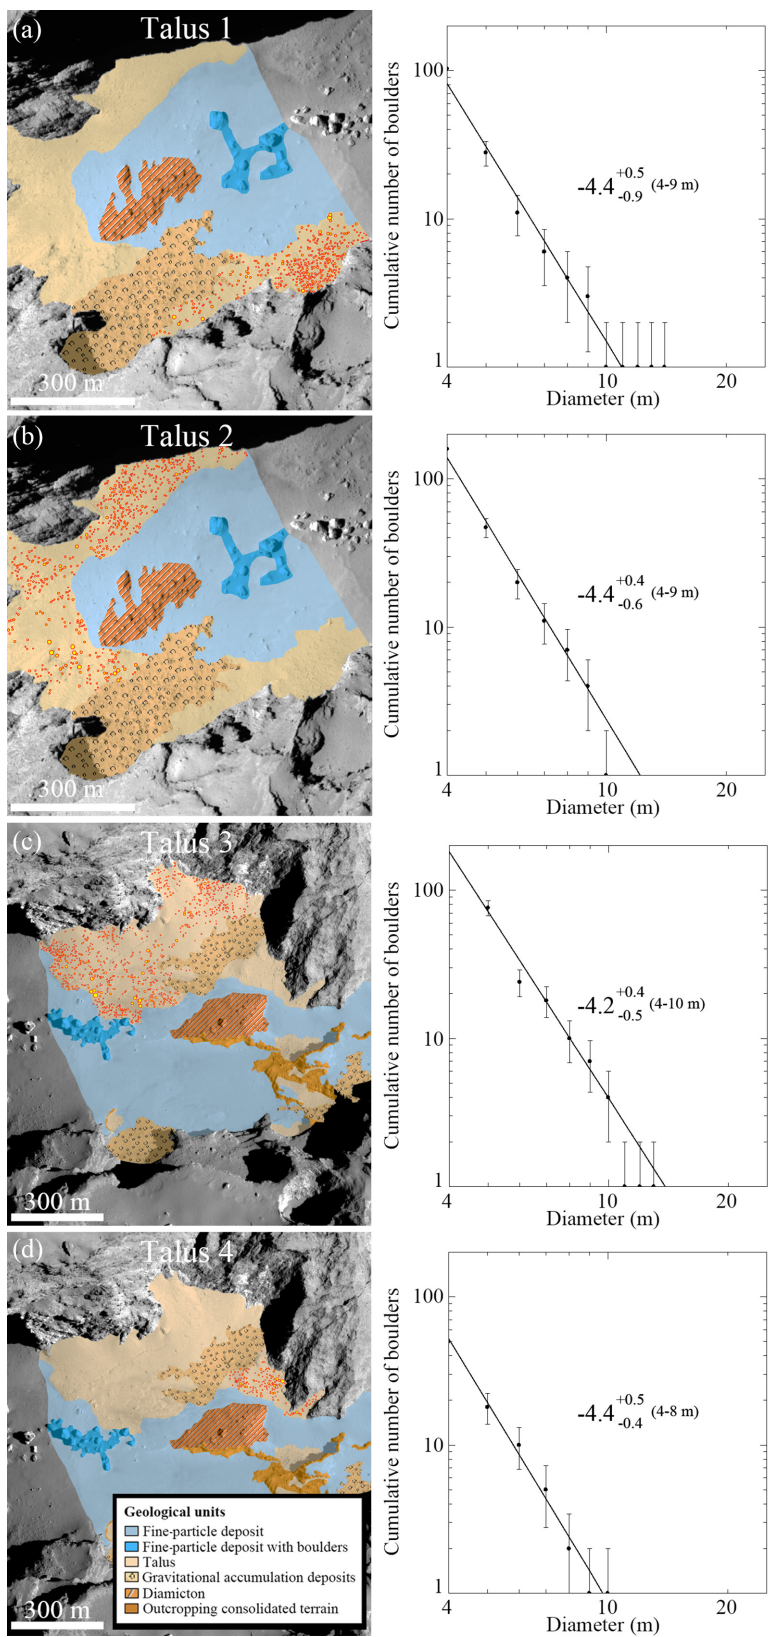 (a) Talus 1
300 m
Cumulative number of boulders
100
10
1
-4.4 +0.5 -0.9 (4-9 m)
4 10 20
Diameter (m)
(b) Talus 2
300 m
Cumulative number of boulders
100
10
1
-4.4 +0.4 -0.6 (4-9 m)
4 10 20
Diameter (m)
(c) Talus 3
300 m
Cumulative number of boulders
100
10
1
-4.2 +0.4 -0.5 (4-10 m)
4 10 20
Diameter (m)
(d) Talus 4
Geological units
Fine-particle deposit
Fine-particle deposit with boulders
Talus
Gravitational accumulation deposits
Diamicton
Outcropping consolidated terrain
300 m
Cumulative number of boulders
100
10
1
-4.4 +0.5 -0.4 (4-8 m)
4 10 20
Diameter (m)